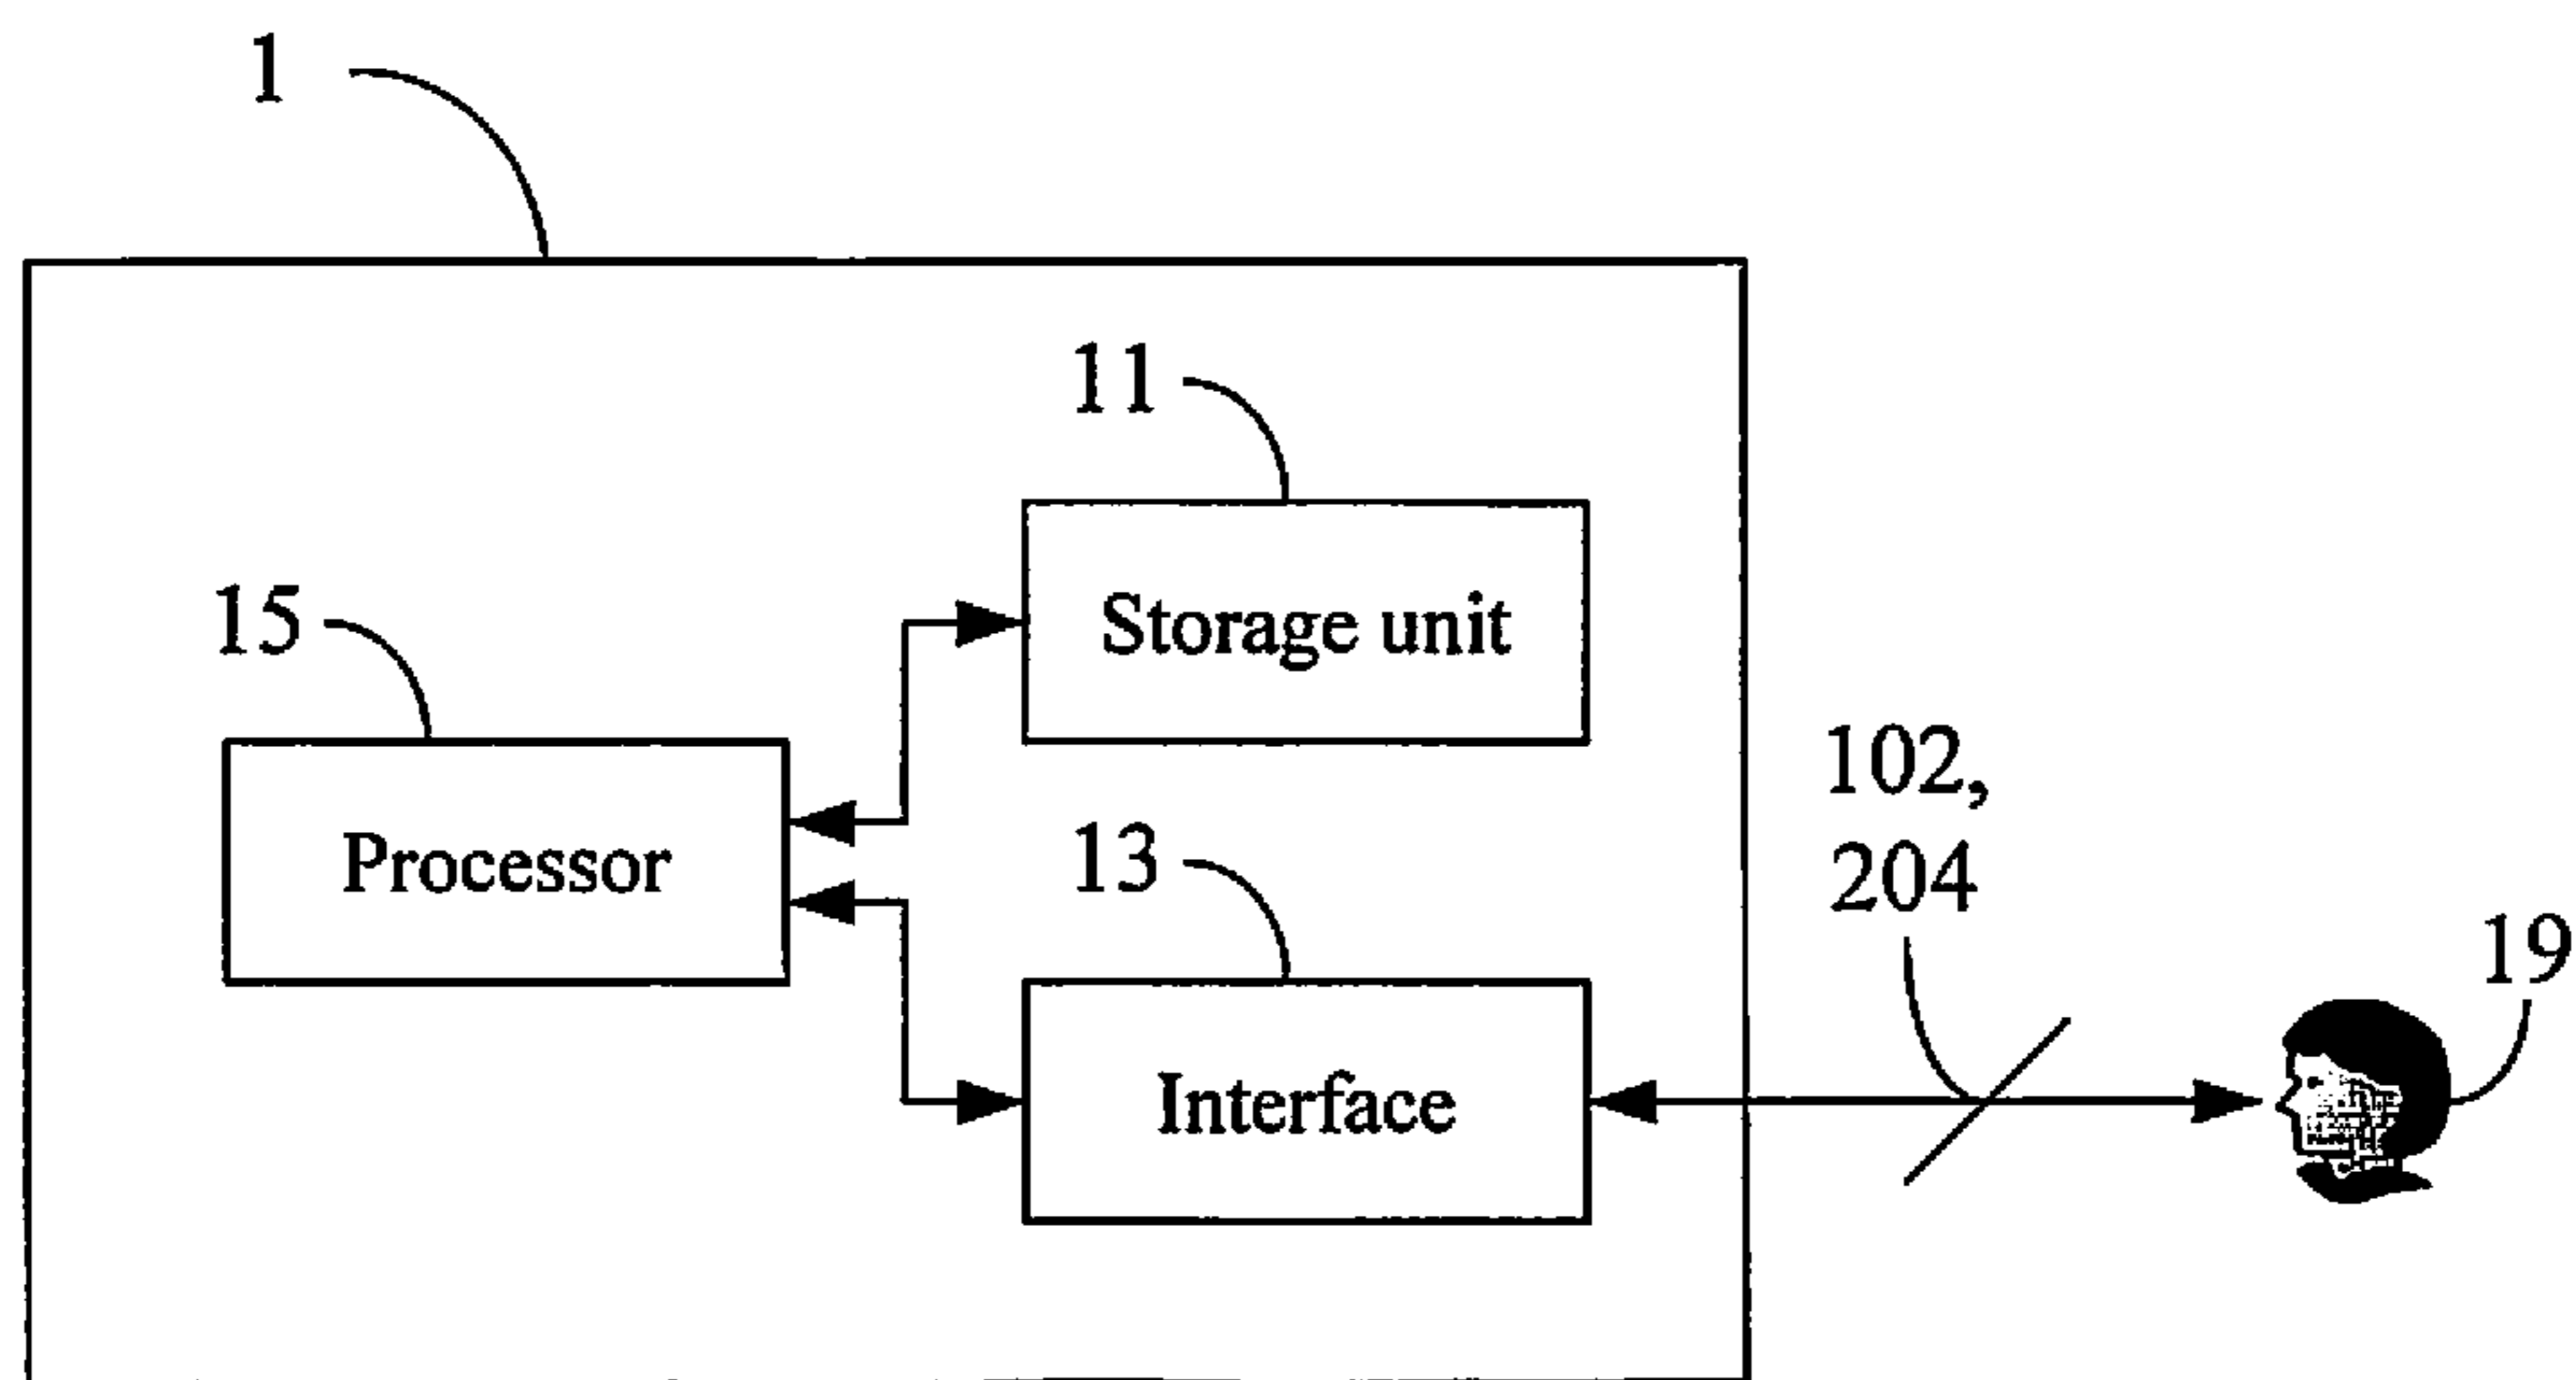 1
11
Storage unit
15
Processor
102,
204
13
19
Interface